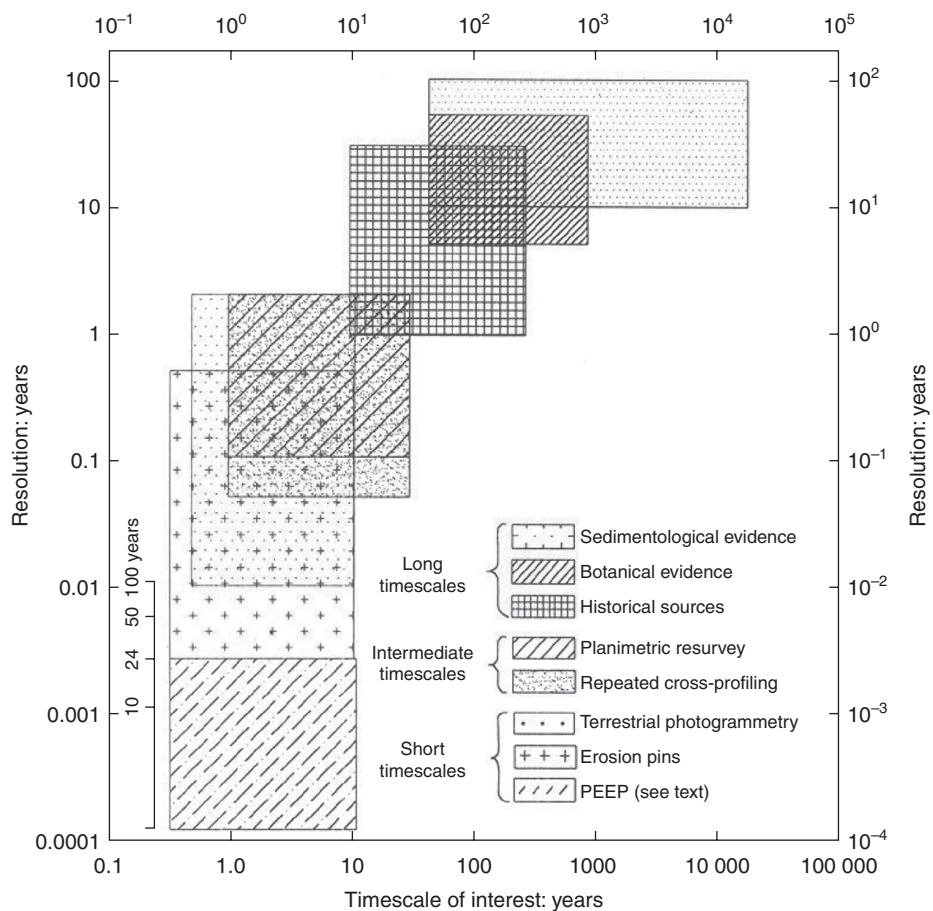 10⁻¹ 10⁰ 10¹ 10² 10³ 10⁴ 10⁵
100
10
1
0.1
0.01
0.001
0.0001
Resolution: years
10²
10¹
10⁰
10⁻¹
10⁻²
10⁻³
10⁻⁴
Resolution: years
100 years
50
24
10
Long
timescales
Sedimentological evidence
Botanical evidence
Historical sources
Intermediate
timescales
Planimetric resurvey
Repeated cross-profiling
Short
timescales
Terrestrial photogrammetry
Erosion pins
PEEP (see text)
0.1 1.0 10 100 1000 10 000 100 000
Timescale of interest: years